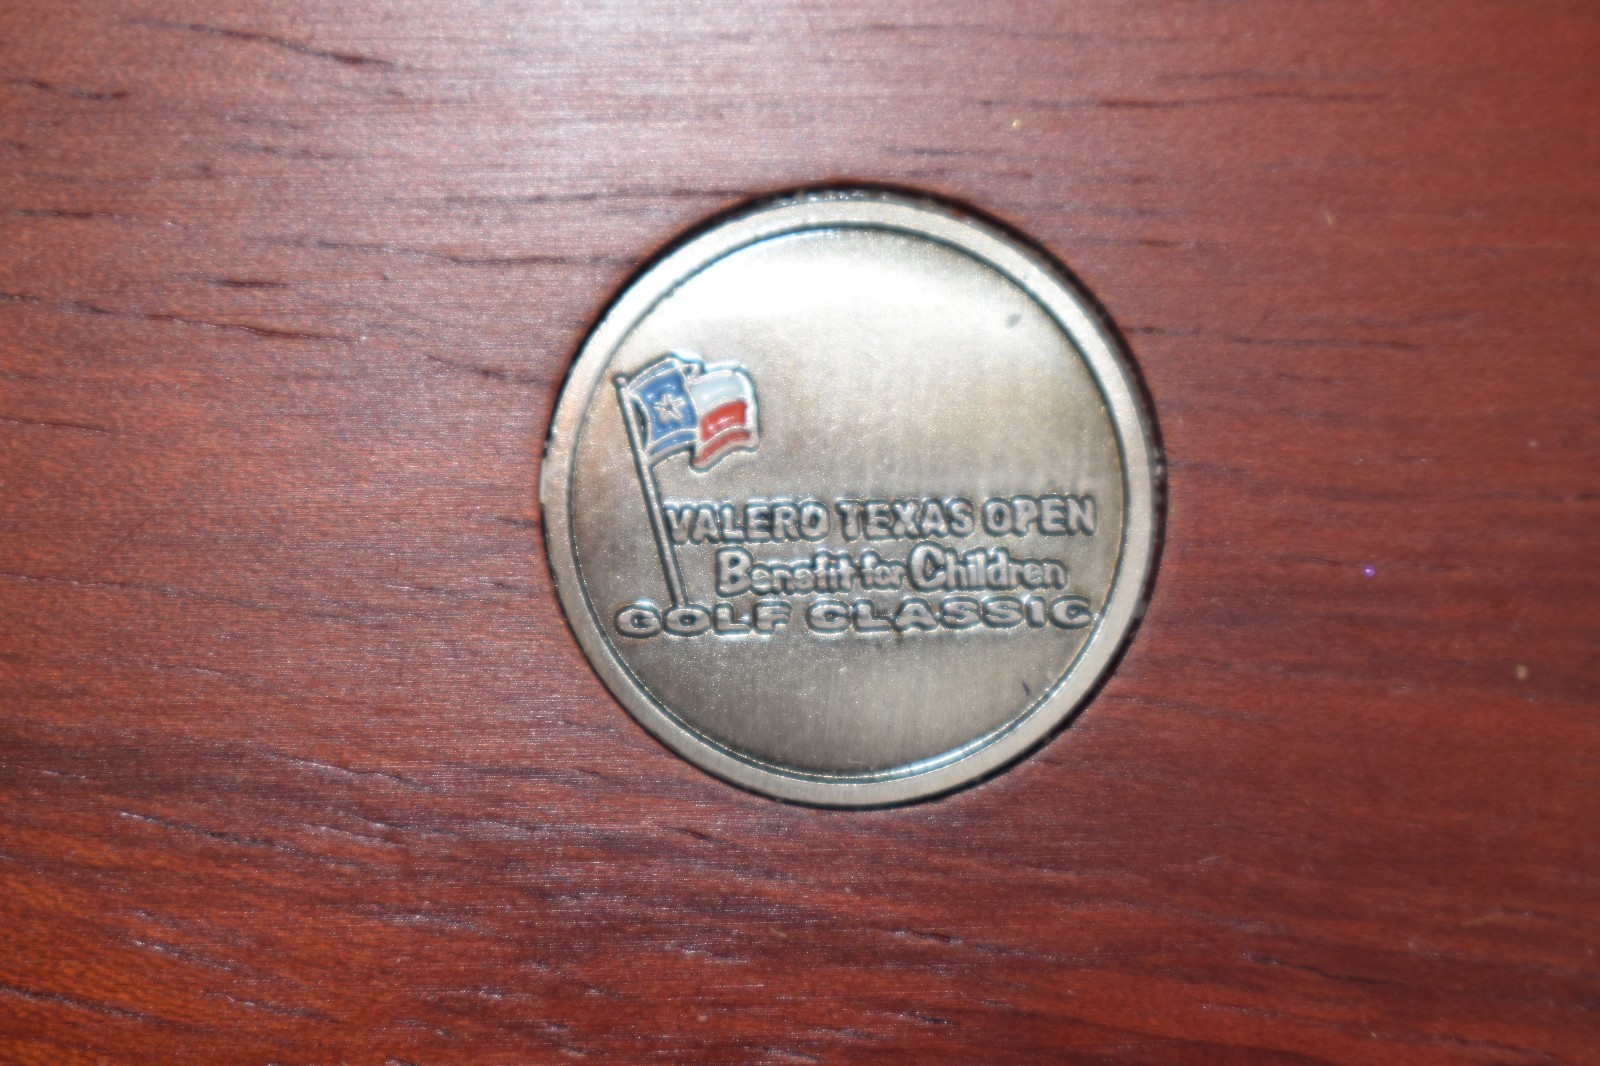 VALERO TEXAS OPEN
Benefit for Children
GOLF CLASSIC